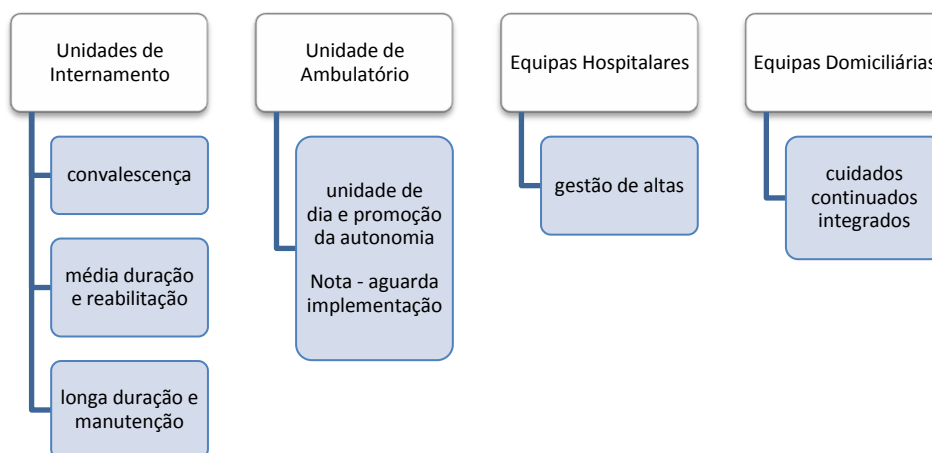 Unidades de
Internamento
convalescença
média duração
e reabilitação
longa duração e
manutenção
Unidade de
Ambulatório
unidade de
dia e promoção
da autonomia
Nota - aguarda
implementação
Equipas Hospitalares
gestão de altas
Equipas Domiciliárias
cuidados
continuados
integrados